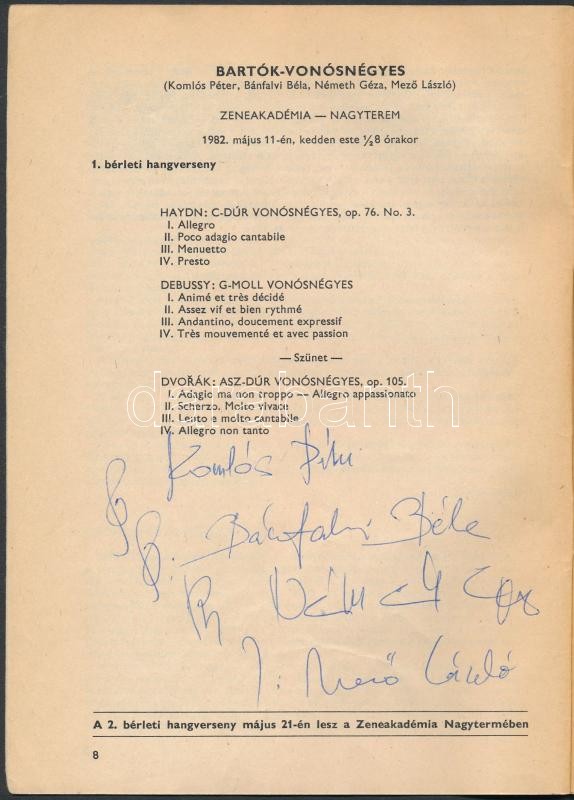 BARTÓK-VONÓSNÉGYES
(Komlós Péter, Bánfalvi Béla, Németh Géza, Mező László)
ZENEAKADÉMIA — NAGYTEREM
1982. május 11-én, kedden este ½8 órakor
1. bérleti hangverseny
HAYDN: C-DÚR VONÓSNÉGYES, op. 76. No. 3.
I. Allegro
II. Poco adagio cantabile
III. Menuetto
IV. Presto
DEBUSSY: G-MOLL VONÓSNÉGYES
I. Animé et très décidé
II. Assez vif et bien rythmé
III. Andantino, doucement expressif
IV. Très mouvementé et avec passion
— Szünet —
DVOŘÁK: ASZ-DÚR VONÓSNÉGYES, op. 105.
I. Adagio ma non troppo — Allegro appassionato
II. Scherzo. Molto vivace
III. Lento e molto cantabile
IV. Allegro non tanto
darabanth
Komlós Péter
Bánfalvi Béla
Mező László
A 2. bérleti hangverseny május 21-én lesz a Zeneakadémia Nagytermében
8